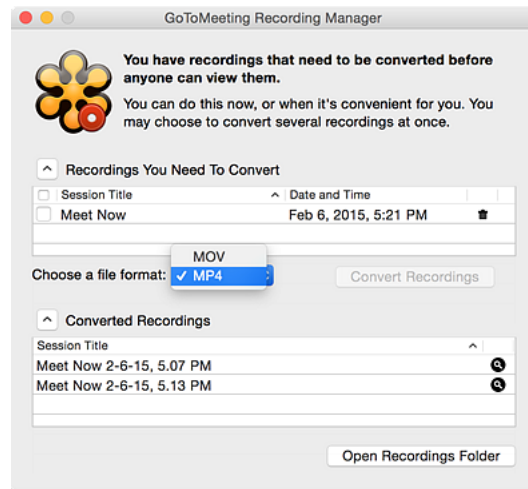 GoToMeeting Recording Manager
You have recordings that need to be converted before
anyone can view them.
You can do this now, or when it's convenient for you. You
may choose to convert several recordings at once.
Recordings You Need To Convert
Session Title Date and Time
Meet Now Feb 6, 2015, 5:21 PM
MOV
Choose a file format: ✓ MP4 Convert Recordings
Converted Recordings
Session Title
Meet Now 2-6-15, 5.07 PM
Meet Now 2-6-15, 5.13 PM
Open Recordings Folder